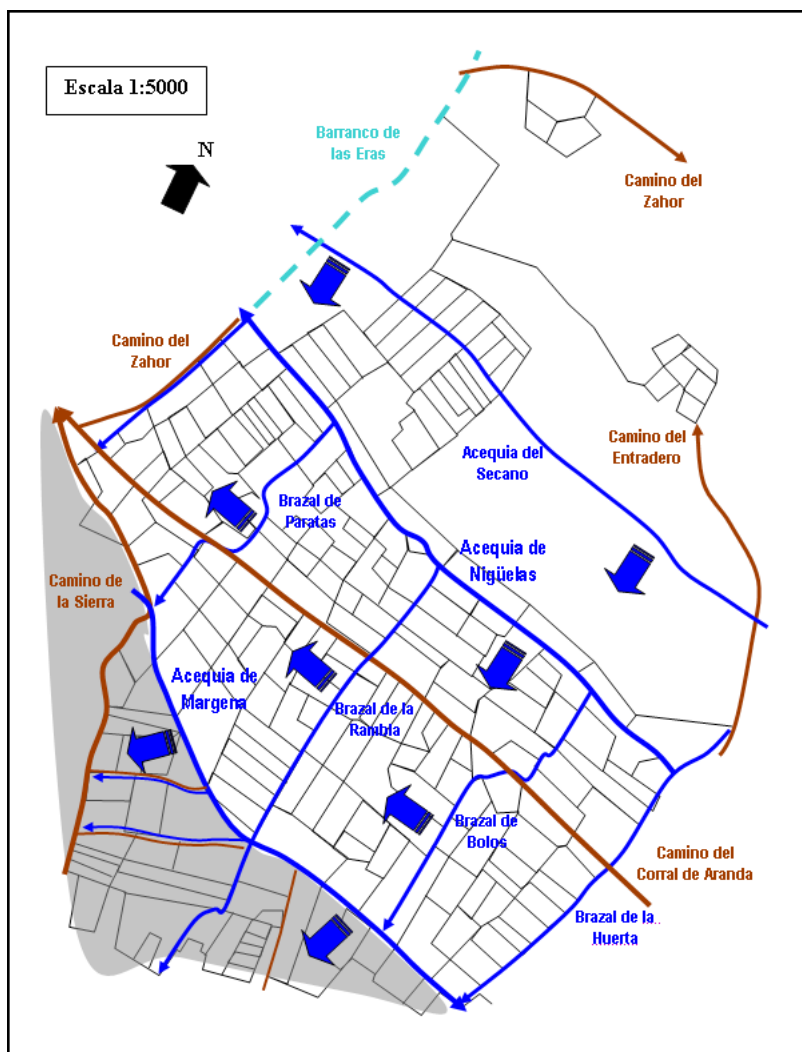 Escala 1:5000
N
Barranco de
las Eras
Camino del
Zahor
Camino del
Zahor
Acequia del
Secano
Camino del
Entradero
Brazal de
Páratas
Acequia de
Nigüelas
Camino de
la Sierra
Acequia de
Margena
Brazal de la
Rambla
Brazal de
Bolos
Camino del
Corral de Aranda
Brazal de la
Huerta